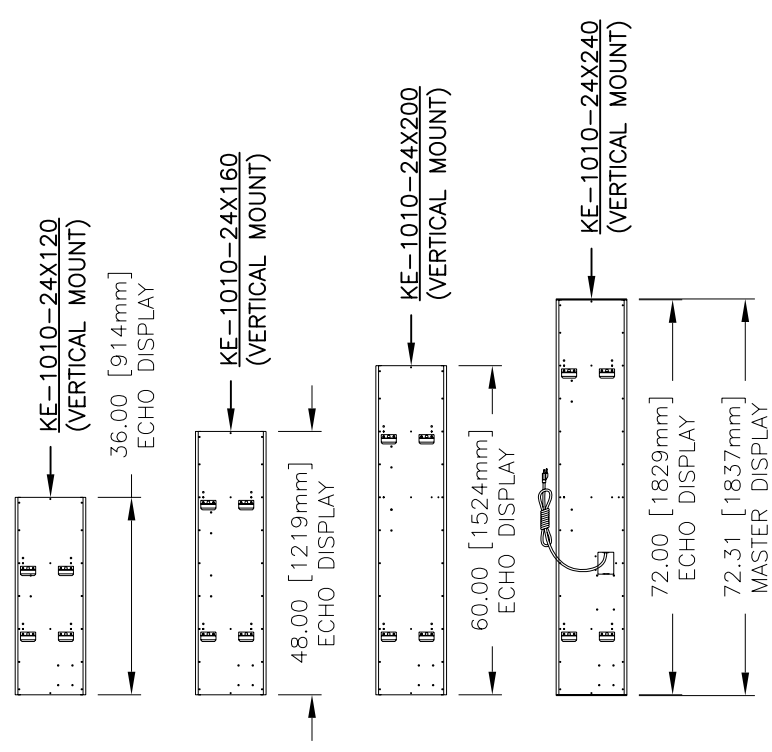 KE-1010-24X120
(VERTICAL MOUNT)
36.00 [914mm]
ECHO DISPLAY
KE-1010-24X160
(VERTICAL MOUNT)
48.00 [1219mm]
ECHO DISPLAY
KE-1010-24X200
(VERTICAL MOUNT)
60.00 [1524mm]
ECHO DISPLAY
KE-1010-24X240
(VERTICAL MOUNT)
72.00 [1829mm]
ECHO DISPLAY
72.31 [1837mm]
MASTER DISPLAY